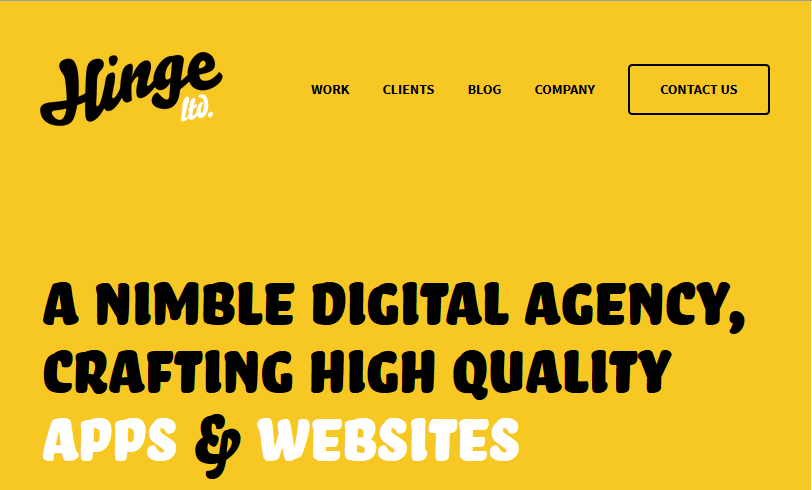 Hinge
ltd.
WORK CLIENTS BLOG COMPANY CONTACT US
A NIMBLE DIGITAL AGENCY,
CRAFTING HIGH QUALITY
APPS & WEBSITES